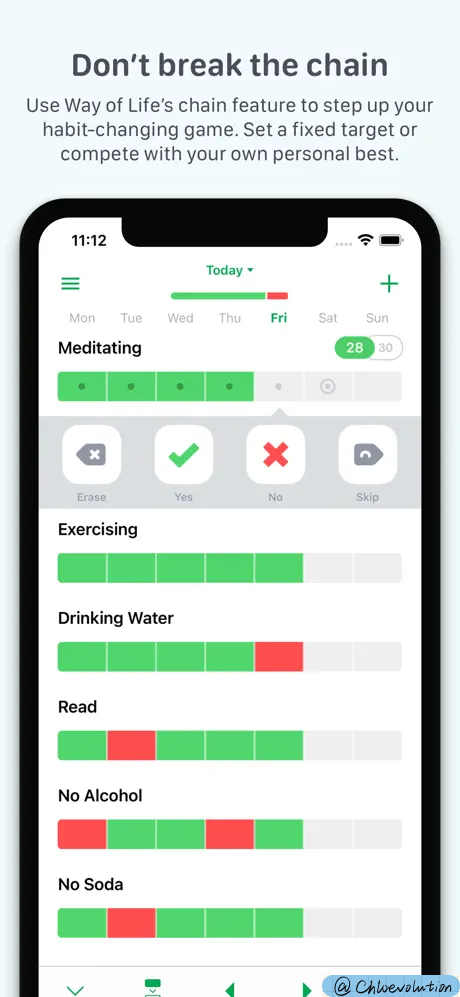 Don't break the chain
Use Way of Life's chain feature to step up your
habit-changing game. Set a fixed target or
compete with your own personal best.
11:12
Today
Mon Tue Wed Thu Fri Sat Sun
Meditating 28 30
Erase Yes No Skip
Exercising
Drinking Water
Read
No Alcohol
No Soda
@Chloevolution